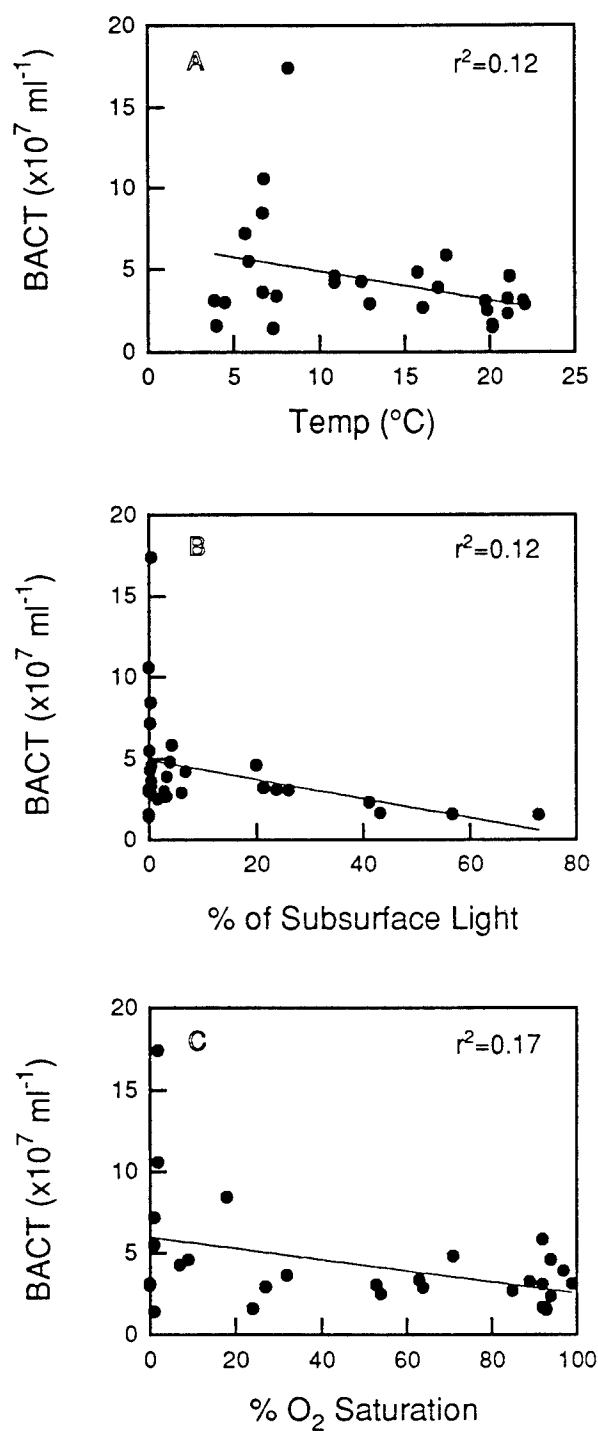 A
r²=0.12
BACT (x10⁷ ml⁻¹)
20
15
10
5
0
0 5 10 15 20 25
Temp (°C)
B
r²=0.12
BACT (x10⁷ ml⁻¹)
20
15
10
5
0
0 20 40 60 80
% of Subsurface Light
C
r²=0.17
BACT (x10⁷ ml⁻¹)
20
15
10
5
0
0 20 40 60 80 100
% O₂ Saturation